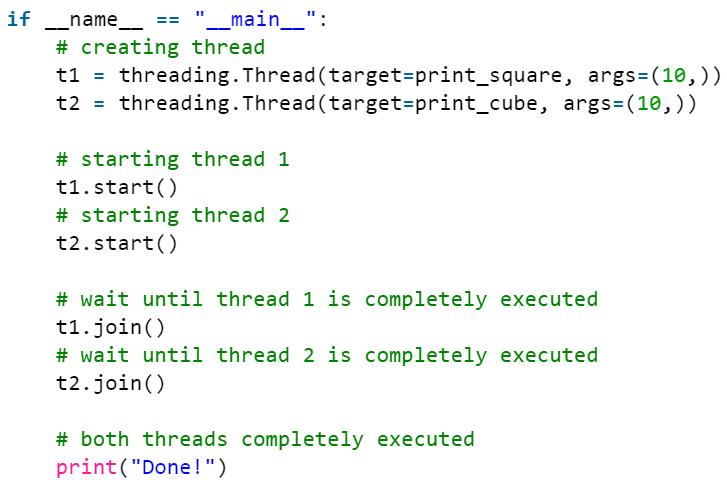 if __name__ == "__main__":
    # creating thread
    t1 = threading.Thread(target=print_square, args=(10,))
    t2 = threading.Thread(target=print_cube, args=(10,))

    # starting thread 1
    t1.start()
    # starting thread 2
    t2.start()

    # wait until thread 1 is completely executed
    t1.join()
    # wait until thread 2 is completely executed
    t2.join()

    # both threads completely executed
    print("Done!")